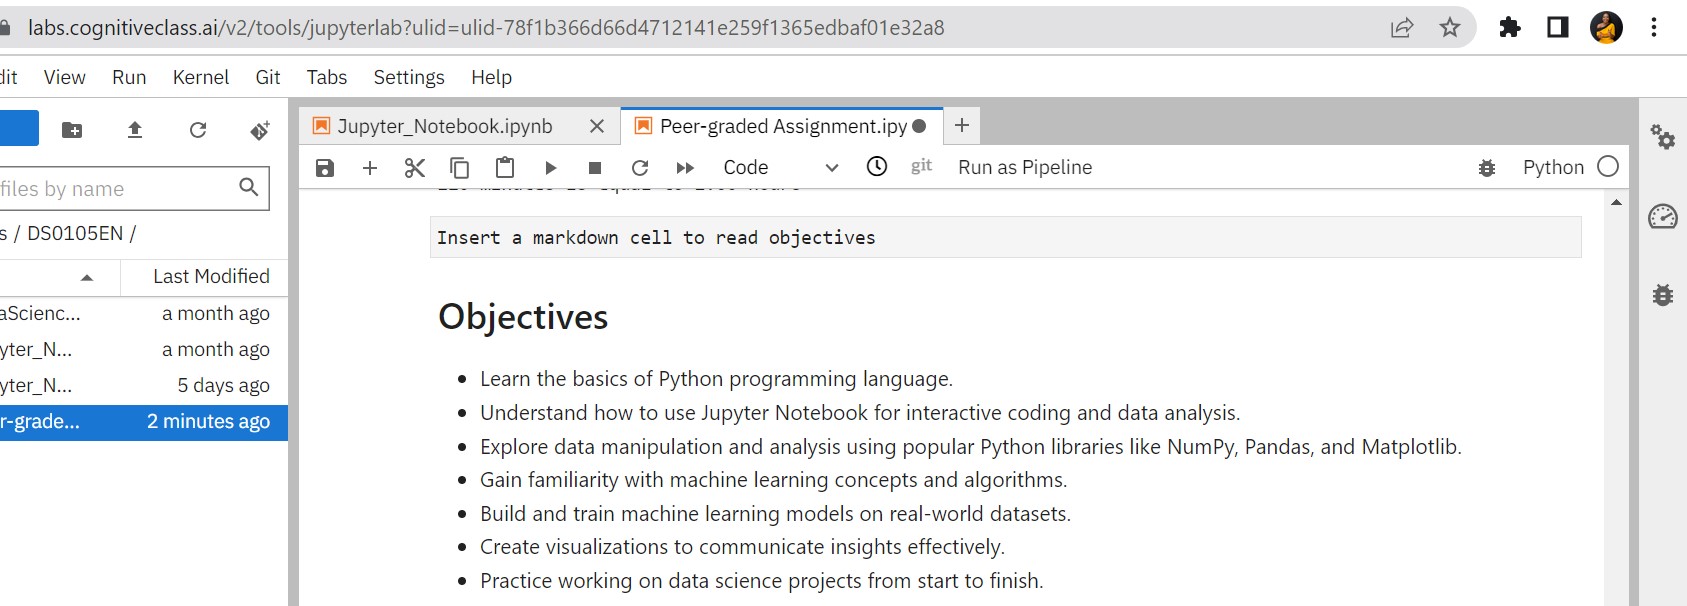 labs.cognitiveclass.ai/v2/tools/jupyterlab?ulid=ulid-78f1b366d66d4712141e259f1365edbaf01e32a8
dit View Run Kernel Git Tabs Settings Help
Jupyter_Notebook.ipynb
Peer-graded Assignment.ipy
Code
git
Run as Pipeline
Python
files by name
s / DS0105EN /
Last Modified
aScienc... a month ago
yter_N... a month ago
yter_N... 5 days ago
r-grade... 2 minutes ago
Insert a markdown cell to read objectives
Objectives
• Learn the basics of Python programming language.
• Understand how to use Jupyter Notebook for interactive coding and data analysis.
• Explore data manipulation and analysis using popular Python libraries like NumPy, Pandas, and Matplotlib.
• Gain familiarity with machine learning concepts and algorithms.
• Build and train machine learning models on real-world datasets.
• Create visualizations to communicate insights effectively.
• Practice working on data science projects from start to finish.